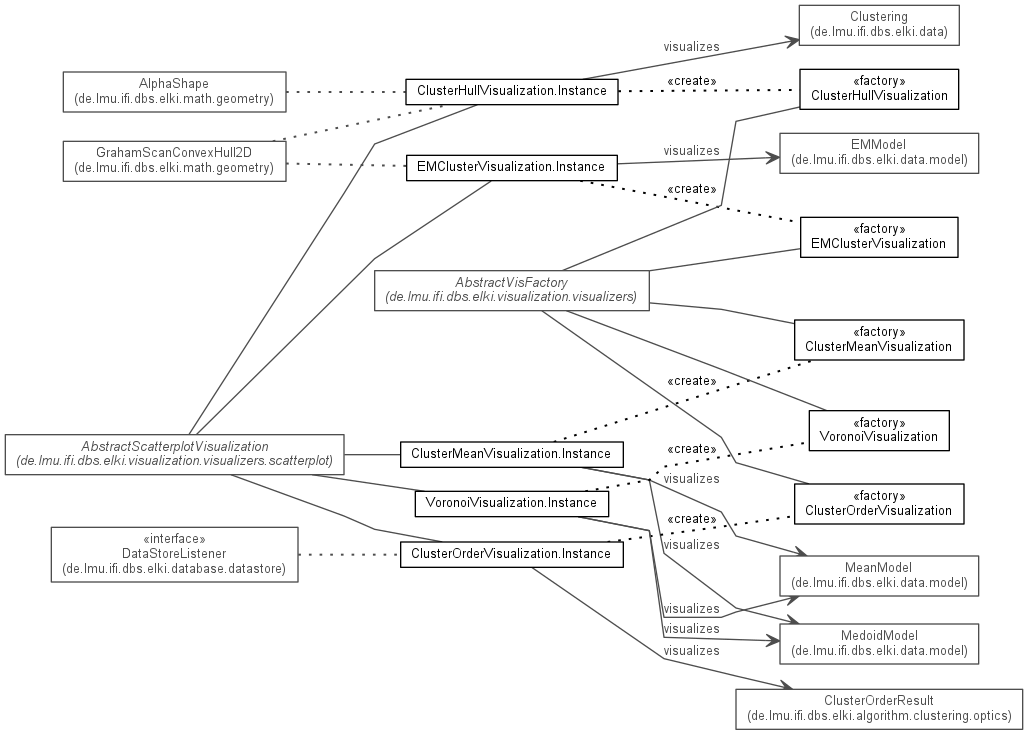 Clustering
(de.lmu.ifi.dbs.elki.data)
visualizes
AlphaShape
(de.lmu.ifi.dbs.elki.math.geometry)
ClusterHullVisualization.Instance
«create»
«factory»
ClusterHullVisualization
GrahamScanConvexHull2D
(de.lmu.ifi.dbs.elki.math.geometry)
EMClusterVisualization.Instance
visualizes
EMModel
(de.lmu.ifi.dbs.elki.data.model)
«create»
«factory»
EMClusterVisualization
AbstractVisFactory
(de.lmu.ifi.dbs.elki.visualization.visualizers)
«factory»
ClusterMeanVisualization
«create»
«factory»
VoronoiVisualization
AbstractScatterplotVisualization
(de.lmu.ifi.dbs.elki.visualization.visualizers.scatterplot)
ClusterMeanVisualization.Instance
«create»
visualizes
VoronoiVisualization.Instance
«factory»
ClusterOrderVisualization
«create»
«interface»
DataStoreListener
(de.lmu.ifi.dbs.elki.database.datastore)
ClusterOrderVisualization.Instance
visualizes
MeanModel
(de.lmu.ifi.dbs.elki.data.model)
visualizes
visualizes
MedoidModel
(de.lmu.ifi.dbs.elki.data.model)
visualizes
ClusterOrderResult
(de.lmu.ifi.dbs.elki.algorithm.clustering.optics)